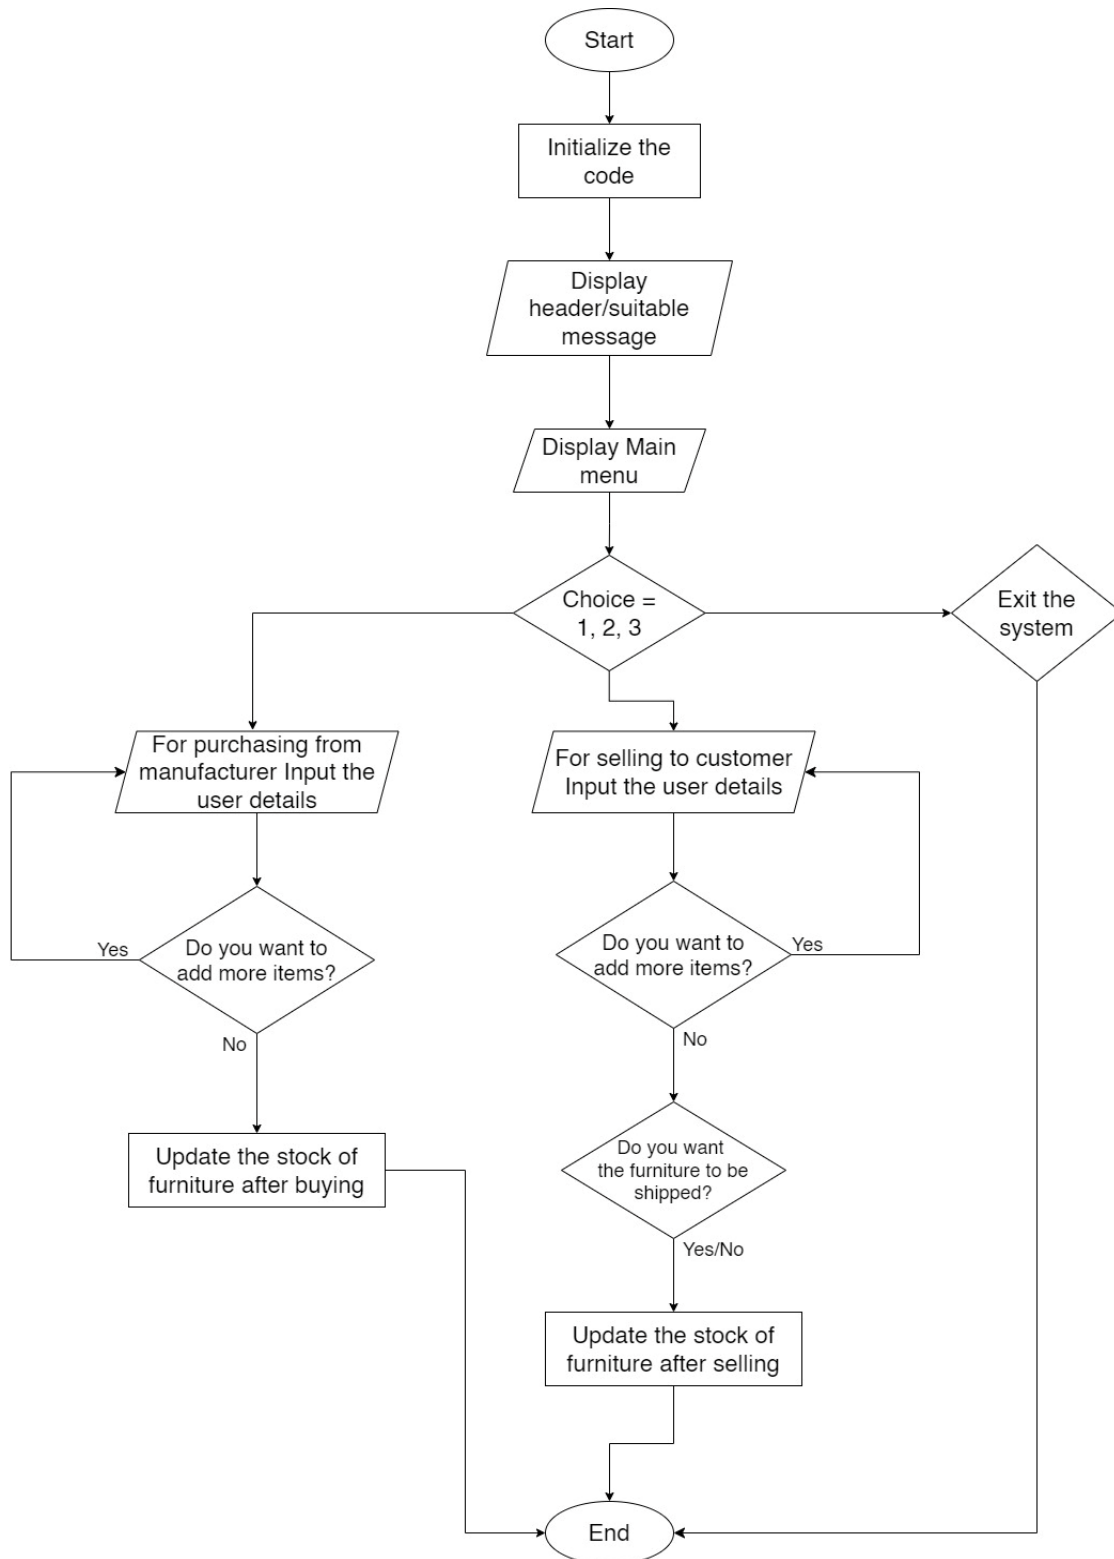 Start
Initialize the
code
Display
header/suitable
message
Display Main
menu
Choice =
1, 2, 3
Exit the
system
For purchasing from
manufacturer Input the
user details
For selling to customer
Input the user details
Do you want to
add more items?
Yes
No
Do you want to
add more items?
Yes
No
Update the stock of
furniture after buying
Do you want
the furniture to be
shipped?
Yes/No
Update the stock of
furniture after selling
End